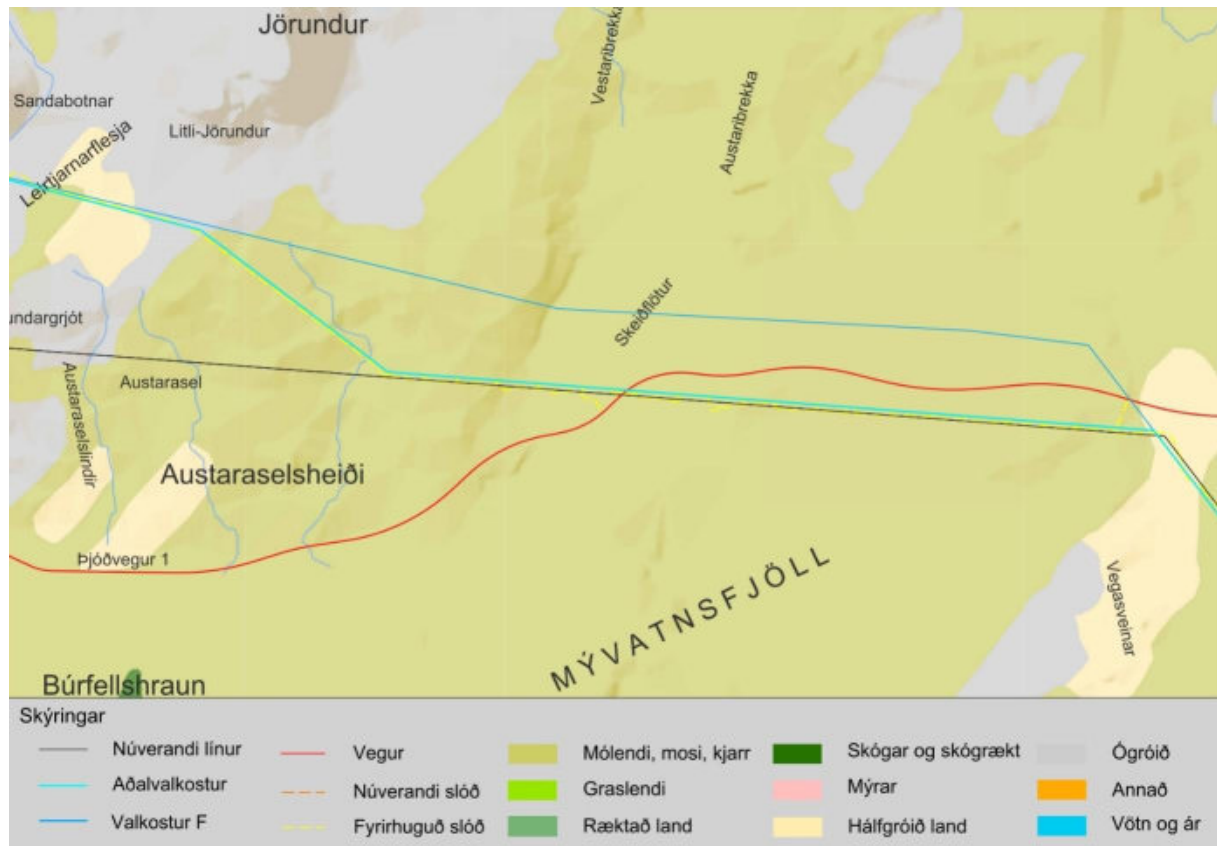 Jörundur
Vestaribrekka
Austaribrekka
Sandabotnar
Litli-Jörundur
Leirtjarnarflesja
Skeiðflötur
undargrjót
Austarasel
Austaraselslindir
Austaraselsheiði
Þjóðvegur 1
MÝVATNSFJÖLL
Vegasveinar
Búrfellshraun
Skýringar
Núverandi línur
Vegur
Mólendi, mosi, kjarr
Skógar og skógrækt
Ógróið
Aðalvalkostur
Núverandi slóð
Graslendi
Mýrar
Annað
Valkostur F
Fyrirhuguð slóð
Ræktað land
Hálfgróið land
Vötn og ár